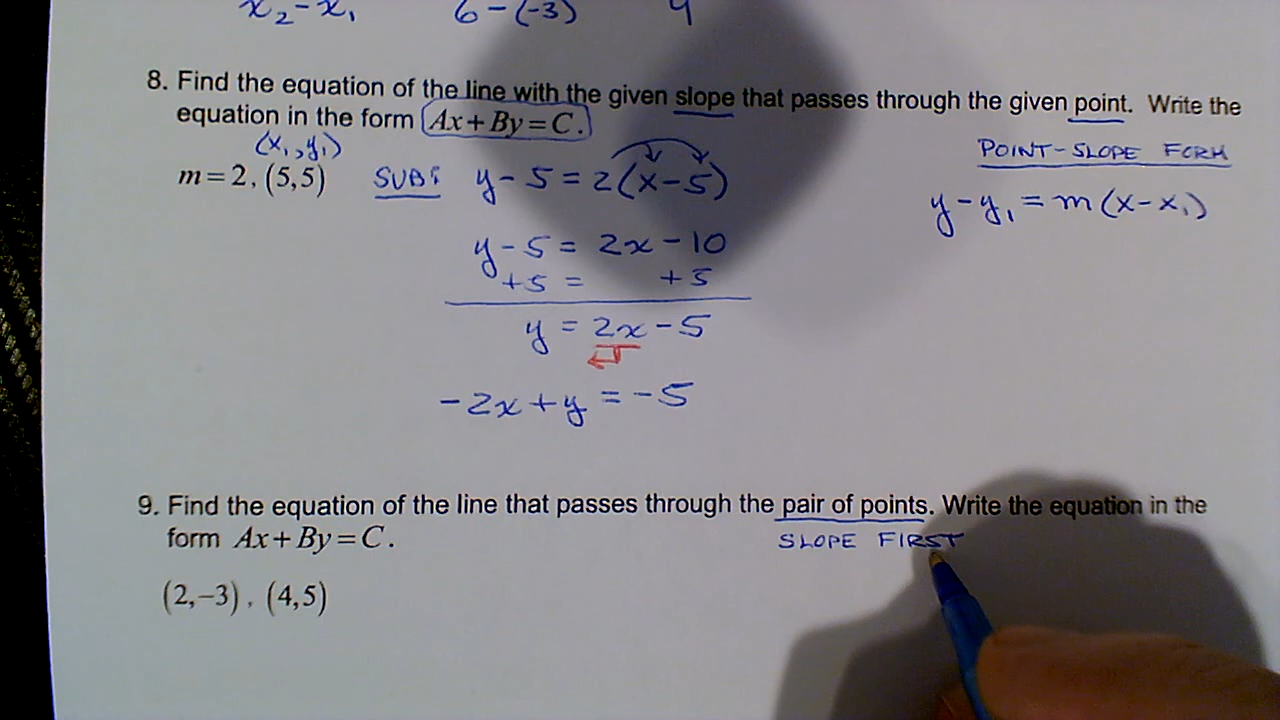 x₂-x₁ 6-(-3) 9
8. Find the equation of the line with the given slope that passes through the given point. Write the
equation in the form Ax+By=C.
(x₁,y₁)
POINT-SLOPE FORM
m=2, (5,5) SUB: y-5=2(x-5)
y-y₁=m(x-x₁)
y-5=2x-10
+5= +5
y=2x-5
-2x+y=-5
9. Find the equation of the line that passes through the pair of points. Write the equation in the
form Ax+By=C.
SLOPE FIRST
(2,-3), (4,5)